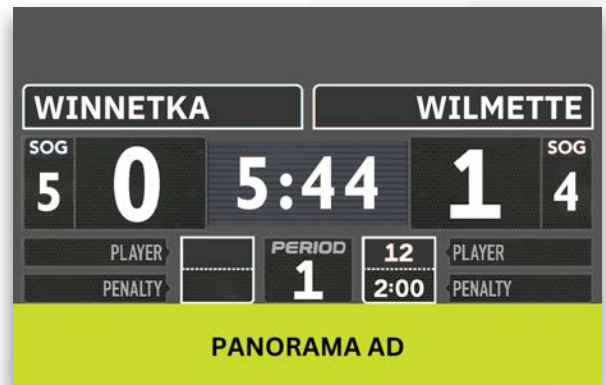 WINNETKA WILMETTE
SOG SOG
5 0 5:44 1 4
PLAYER PERIOD 12 PLAYER
PENALTY 1 2:00 PENALTY
PANORAMA AD